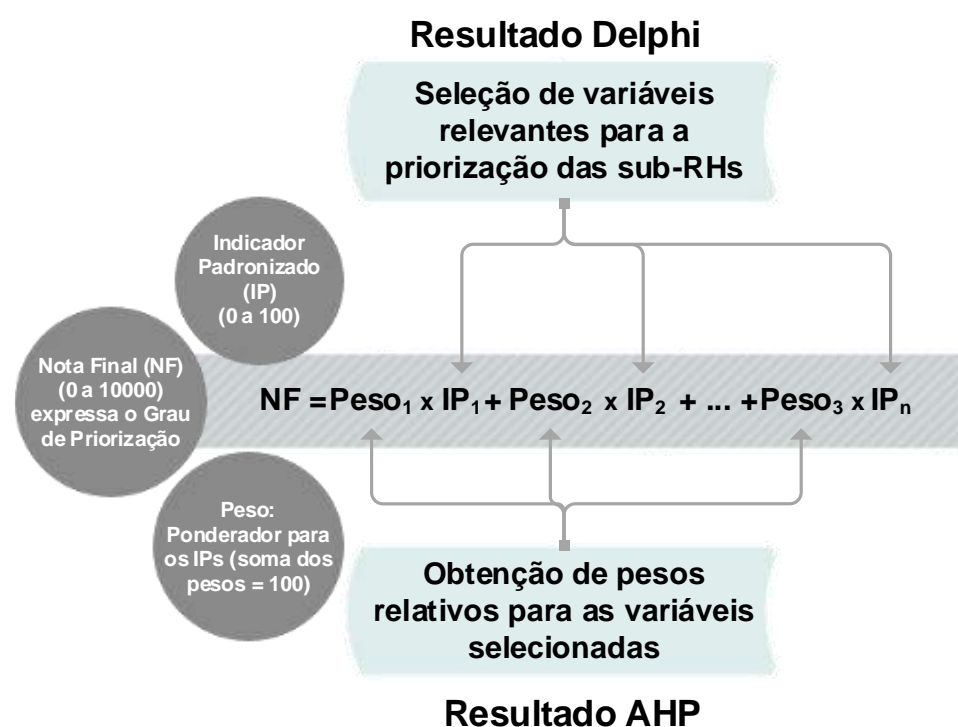 Resultado Delphi
Seleção de variáveis
relevantes para a
priorização das sub-RHs
Indicador
Padronizado
(IP)
(0 a 100)
Nota Final (NF)
(0 a 10000)
expressa o Grau
de Priorização
NF =Peso₁ x IP₁+ Peso₂ x IP₂ + ... +Peso₃ x IPₙ
Peso:
Ponderador para
os IPs (soma dos
pesos = 100)
Obtenção de pesos
relativos para as variáveis
selecionadas
Resultado AHP